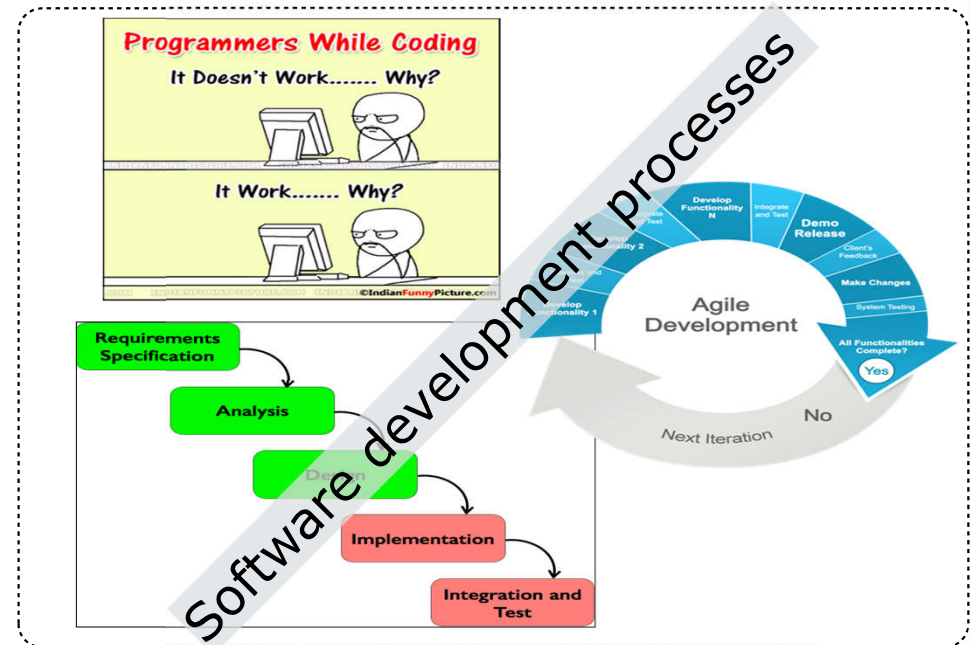 Programmers While Coding
It Doesn't Work....... Why?
It Work....... Why?
©IndianFunnyPicture.com
Software development processes
Requirements
Specification
Analysis
Design
Implementation
Integration and
Test
Develop
Functionality
N
Integrate
and Test
Demo
Release
Client's
Feedback
Make Changes
System Testing
All Functionalities
Complete?
Yes
No
Next Iteration
Agile
Development